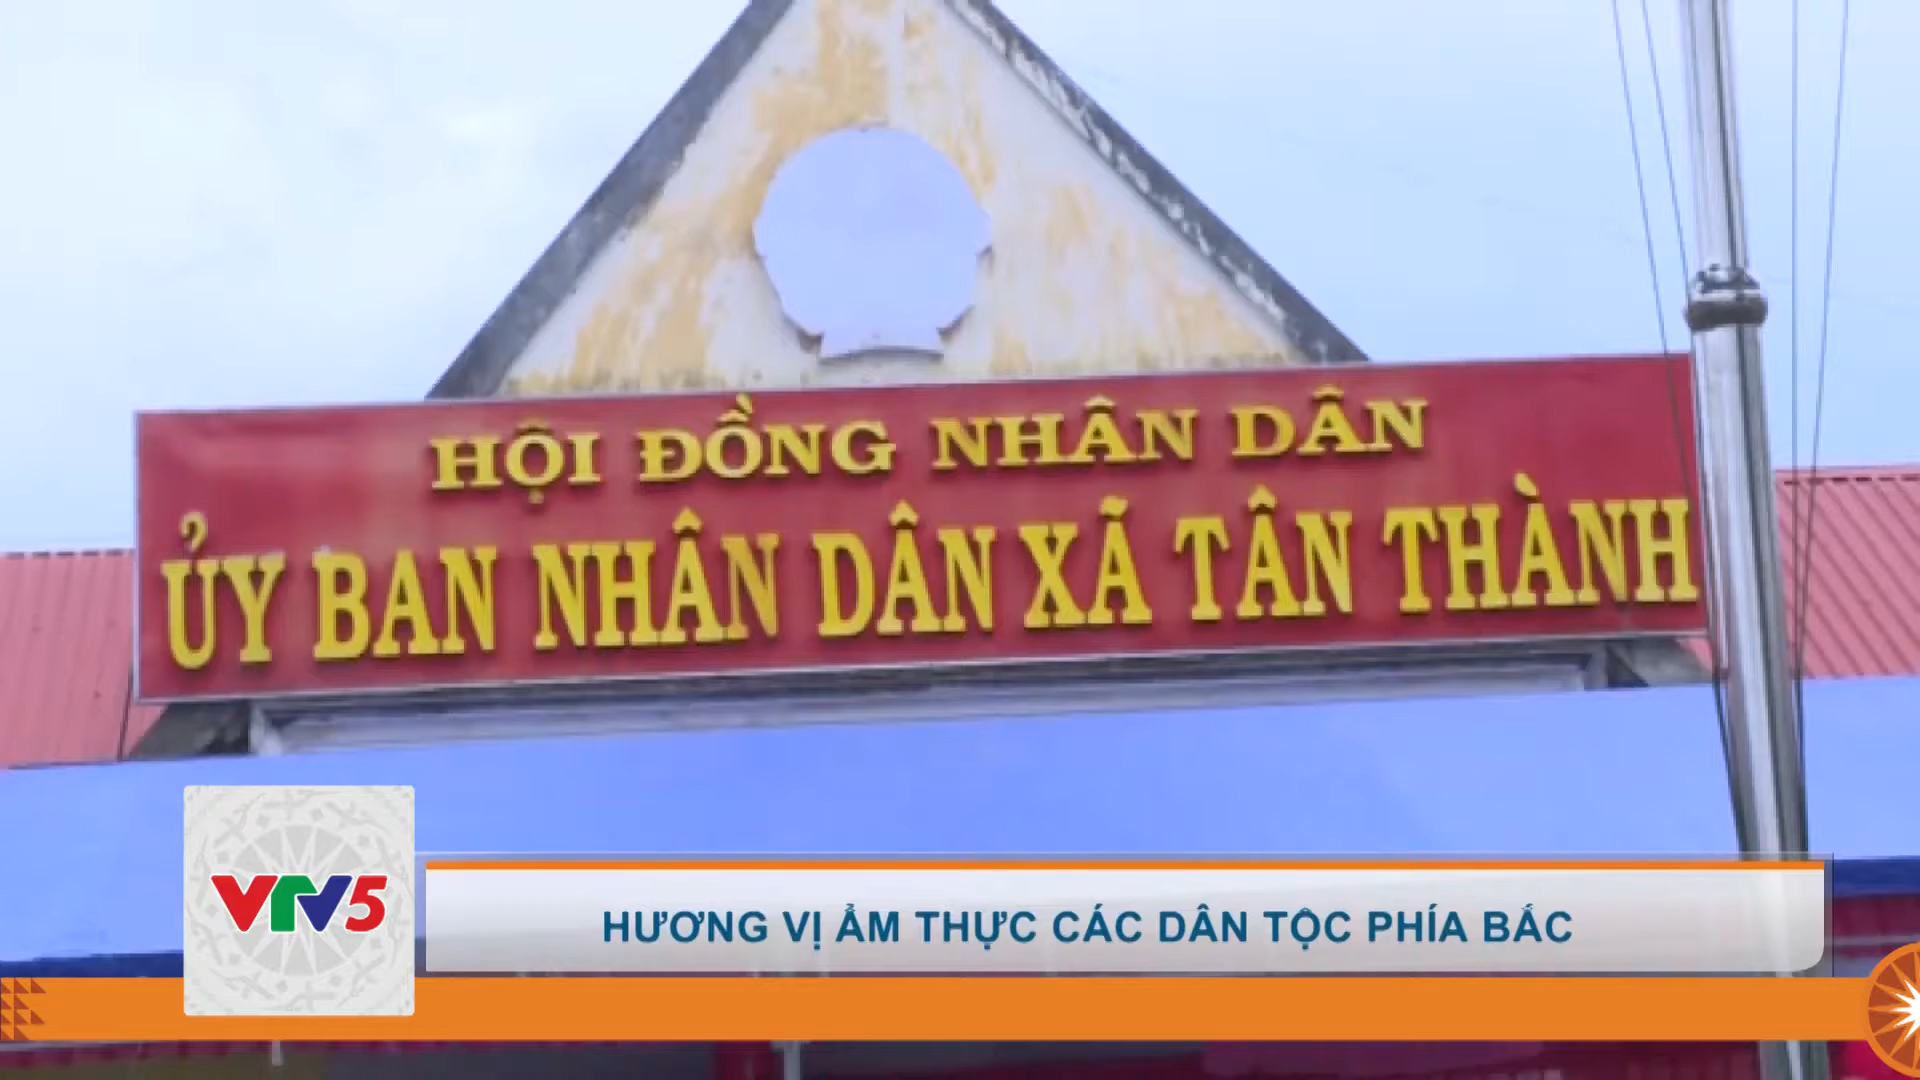 HỘI ĐỒNG NHÂN DÂN
ỦY BAN NHÂN DÂN XÃ TÂN THÀNH
VTV5
HƯƠNG VỊ ẨM THỰC CÁC DÂN TỘC PHÍA BẮC